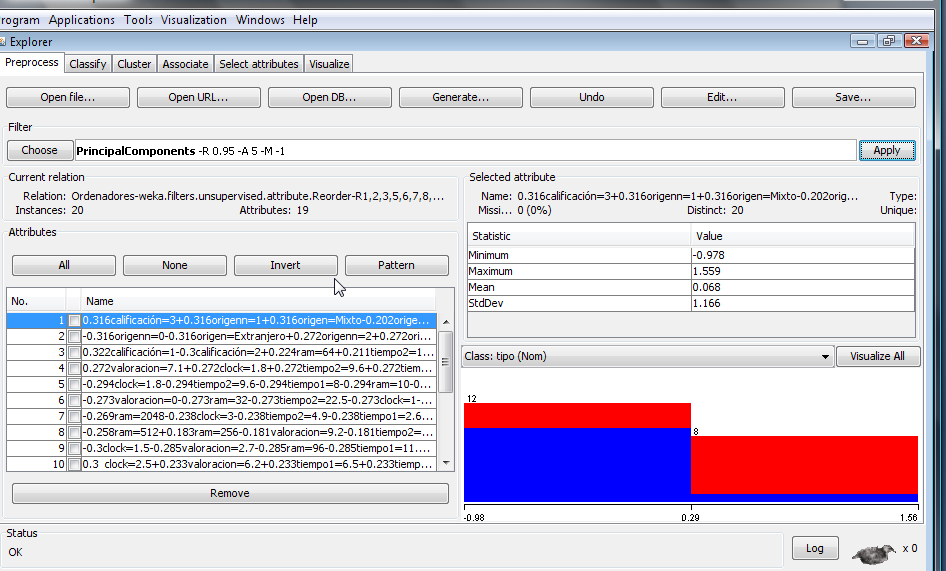 rogram Applications Tools Visualization Windows Help
Explorer
Preprocess Classify Cluster Associate Select attributes Visualize
Open file... Open URL... Open DB... Generate... Undo Edit... Save...
Filter
Choose PrincipalComponents -R 0.95 -A 5 -M -1 Apply
Current relation
Relation: Ordenadores-weka.filters.unsupervised.attribute.Reorder-R1,2,3,5,6,7,8,...
Instances: 20 Attributes: 19
Attributes
All None Invert Pattern
No. Name
1 0.316calificación=3+0.316origenn=1+0.316origen=Mixto-0.202orige...
2 -0.316origenn=0-0.316origen=Extranjero+0.272origenn=2+0.272ori...
3 0.322calificación=1-0.3calificación=2+0.224ram=64+0.211tiempo2=1...
4 0.272valoracion=7.1+0.272clock=1.8+0.272tiempo2=9.6+0.272tiem...
5 -0.294clock=1.8-0.294tiempo2=9.6-0.294tiempo1=8-0.294ram=10-0...
6 -0.273valoracion=0-0.273ram=32-0.273tiempo2=22.5-0.273clock=1-...
7 -0.269ram=2048-0.238clock=3-0.238tiempo2=4.9-0.238tiempo1=2.6...
8 -0.258ram=512+0.183ram=256-0.181valoracion=9.2-0.181tiempo2=...
9 -0.3clock=1.5-0.285valoracion=2.7-0.285ram=96-0.285tiempo1=11....
10 0.3 clock=2.5+0.233valoracion=6.2+0.233tiempo1=6.5+0.233tiemp...
Remove
Selected attribute
Name: 0.316calificación=3+0.316origenn=1+0.316origen=Mixto-0.202orig... Type:
Missi... 0 (0%) Distinct: 20 Unique:
Statistic Value
Minimum -0.978
Maximum 1.559
Mean 0.068
StdDev 1.166
Class: tipo (Nom) Visualize All
12
8
-0.98 0.29 1.56
Status
OK
Log x 0